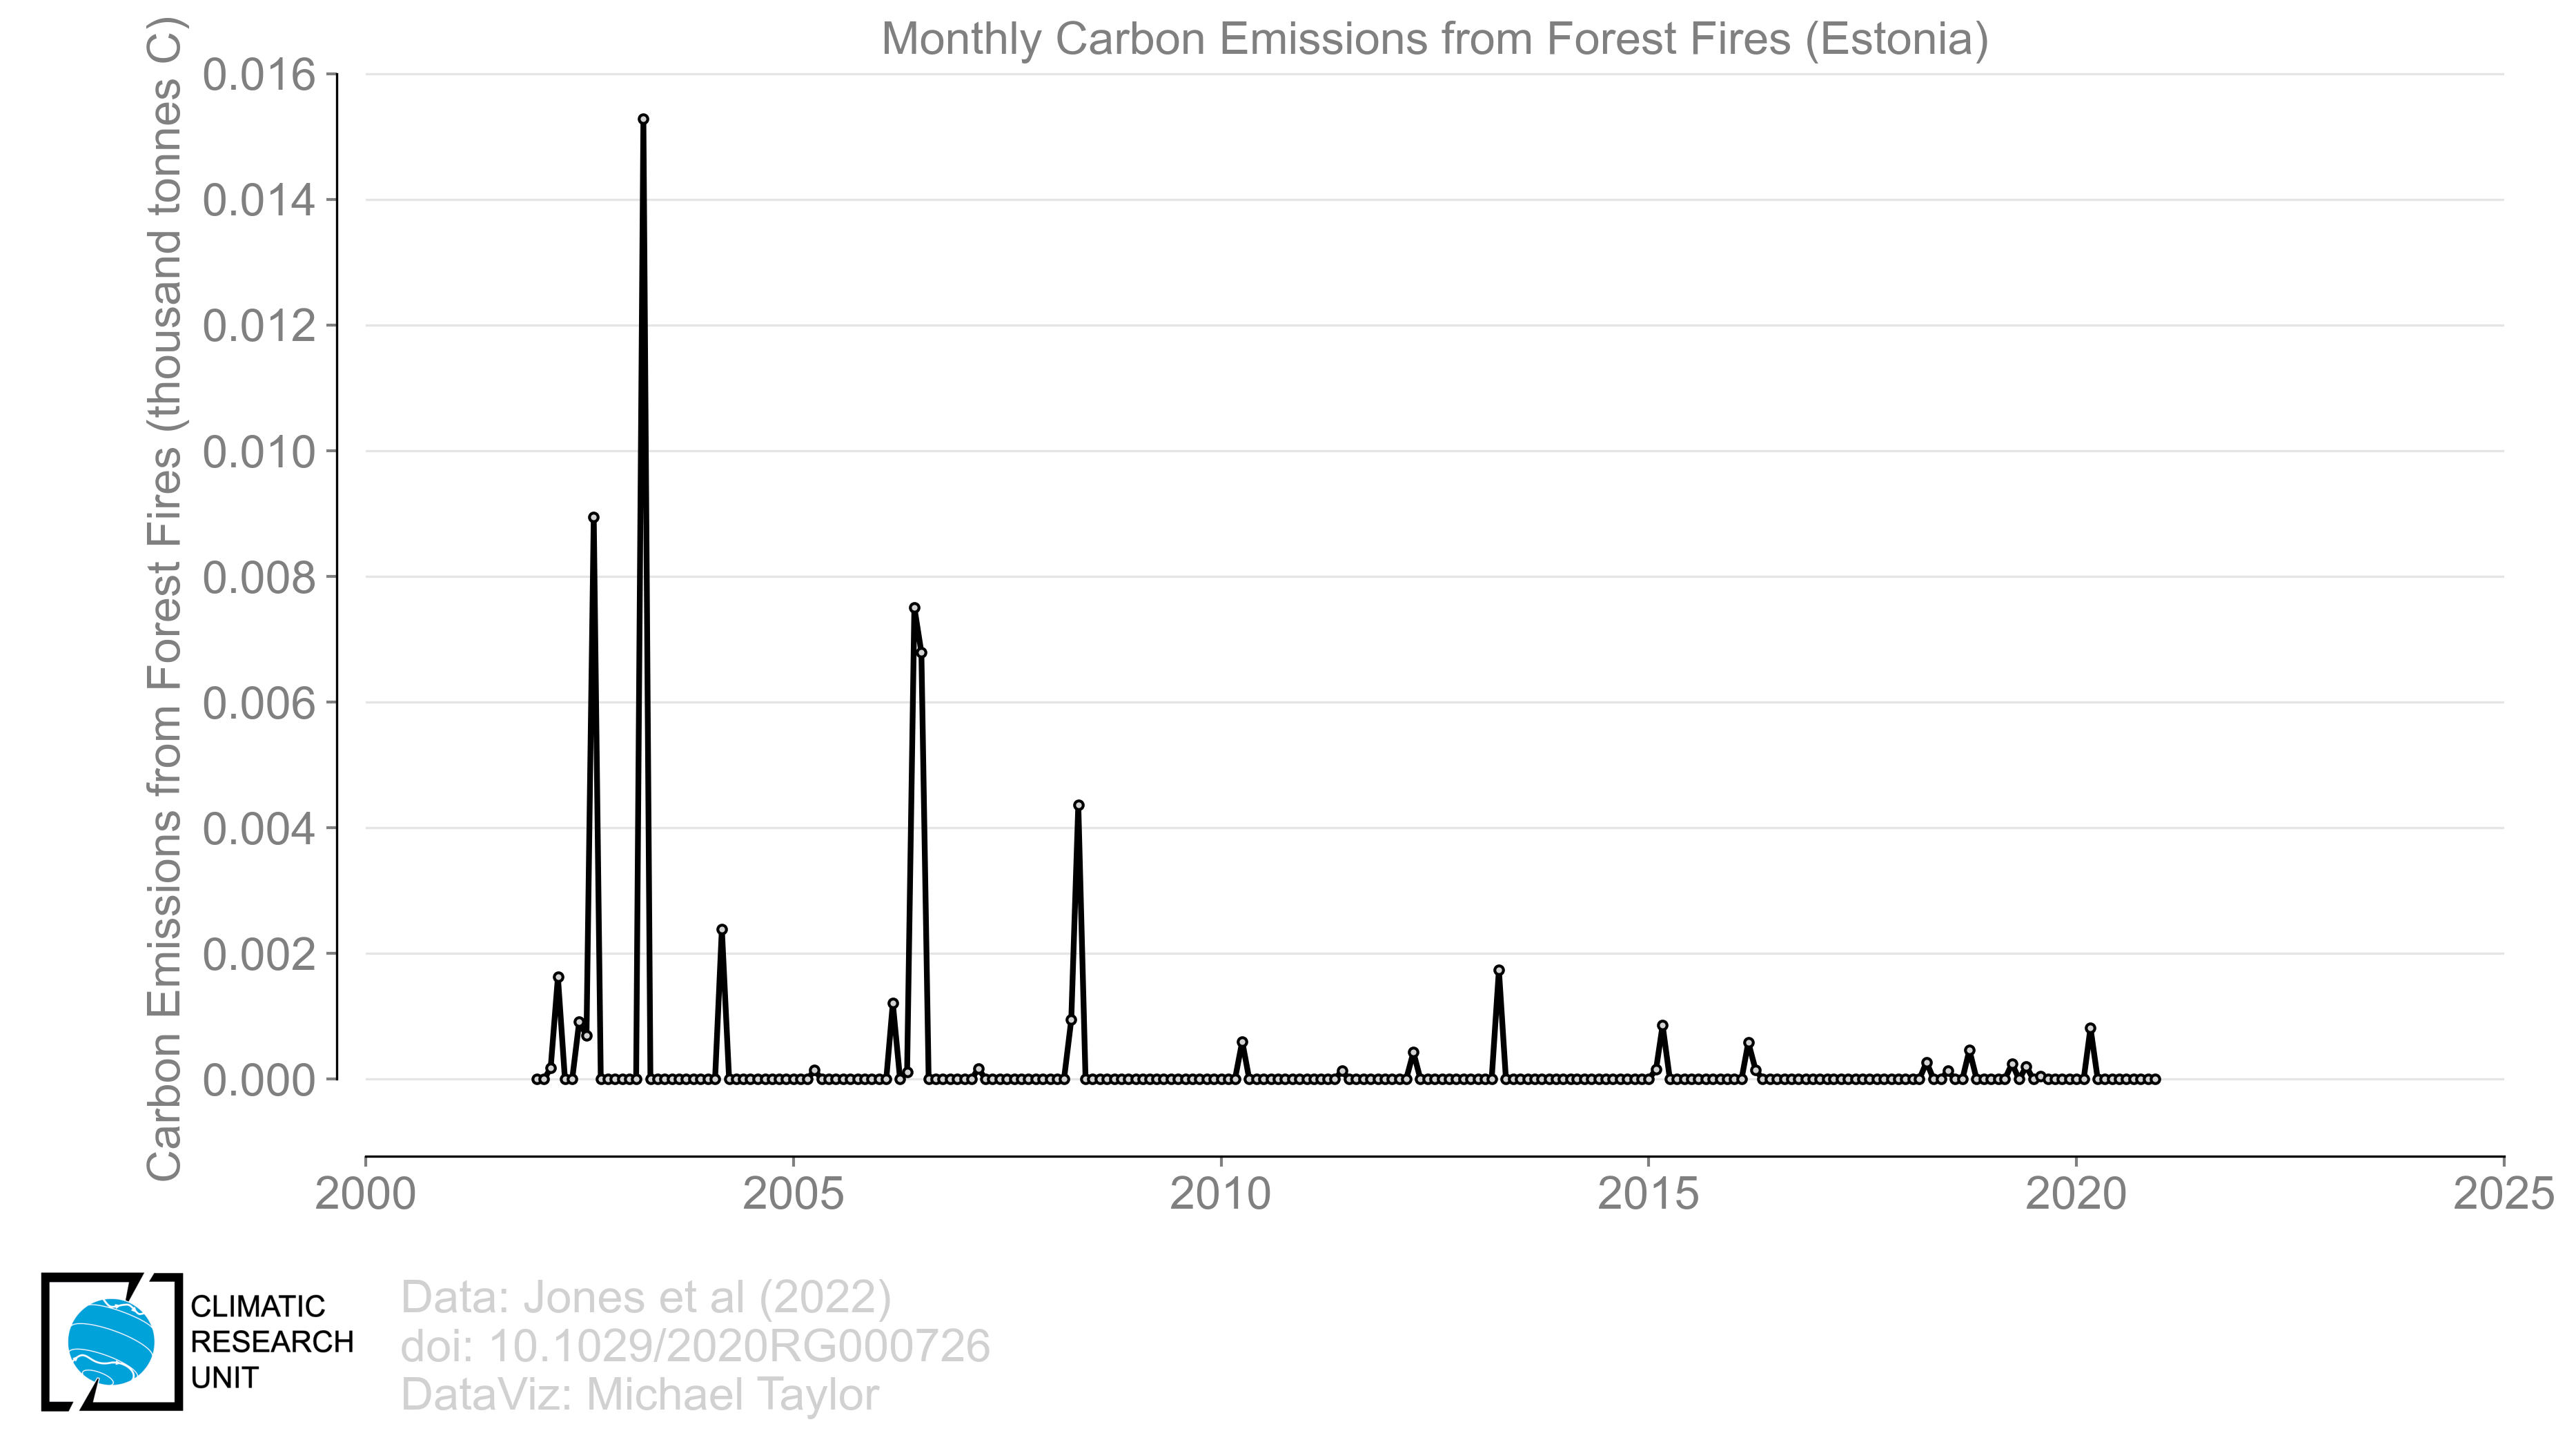 Monthly Carbon Emissions from Forest Fires (Estonia)
Carbon Emissions from Forest Fires (thousand tonnes C)
0.016
0.014
0.012
0.010
0.008
0.006
0.004
0.002
0.000
2000
2005
2010
2015
2020
2025
CLIMATIC
RESEARCH
UNIT
Data: Jones et al (2022)
doi: 10.1029/2020RG000726
DataViz: Michael Taylor